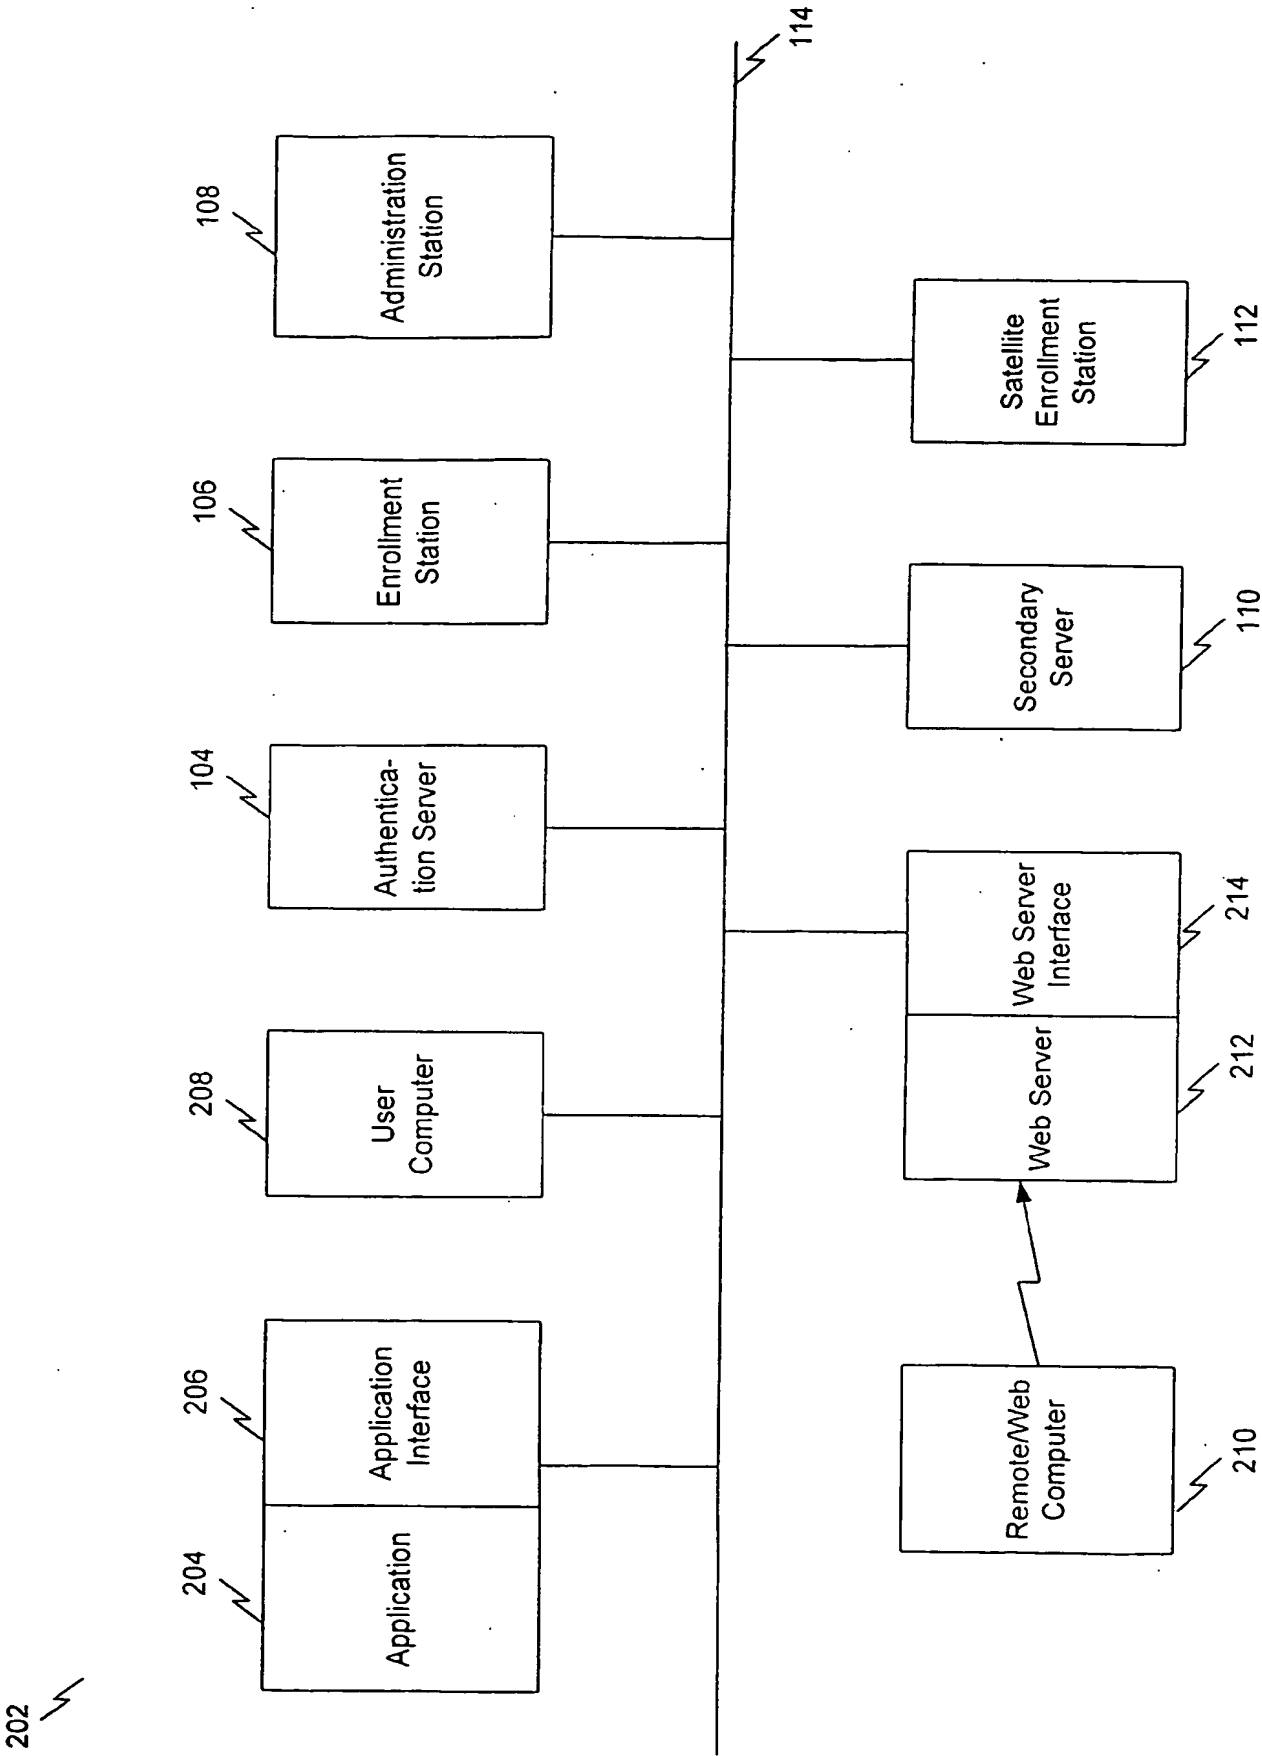 202
204
206
208
104
106
108
Application
Application
Interface
User
Computer
Authentica-
tion Server
Enrollment
Station
Administration
Station
114
Remote/Web
Computer
Web Server
Web Server
Interface
Secondary
Server
Satellite
Enrollment
Station
210
212
214
110
112